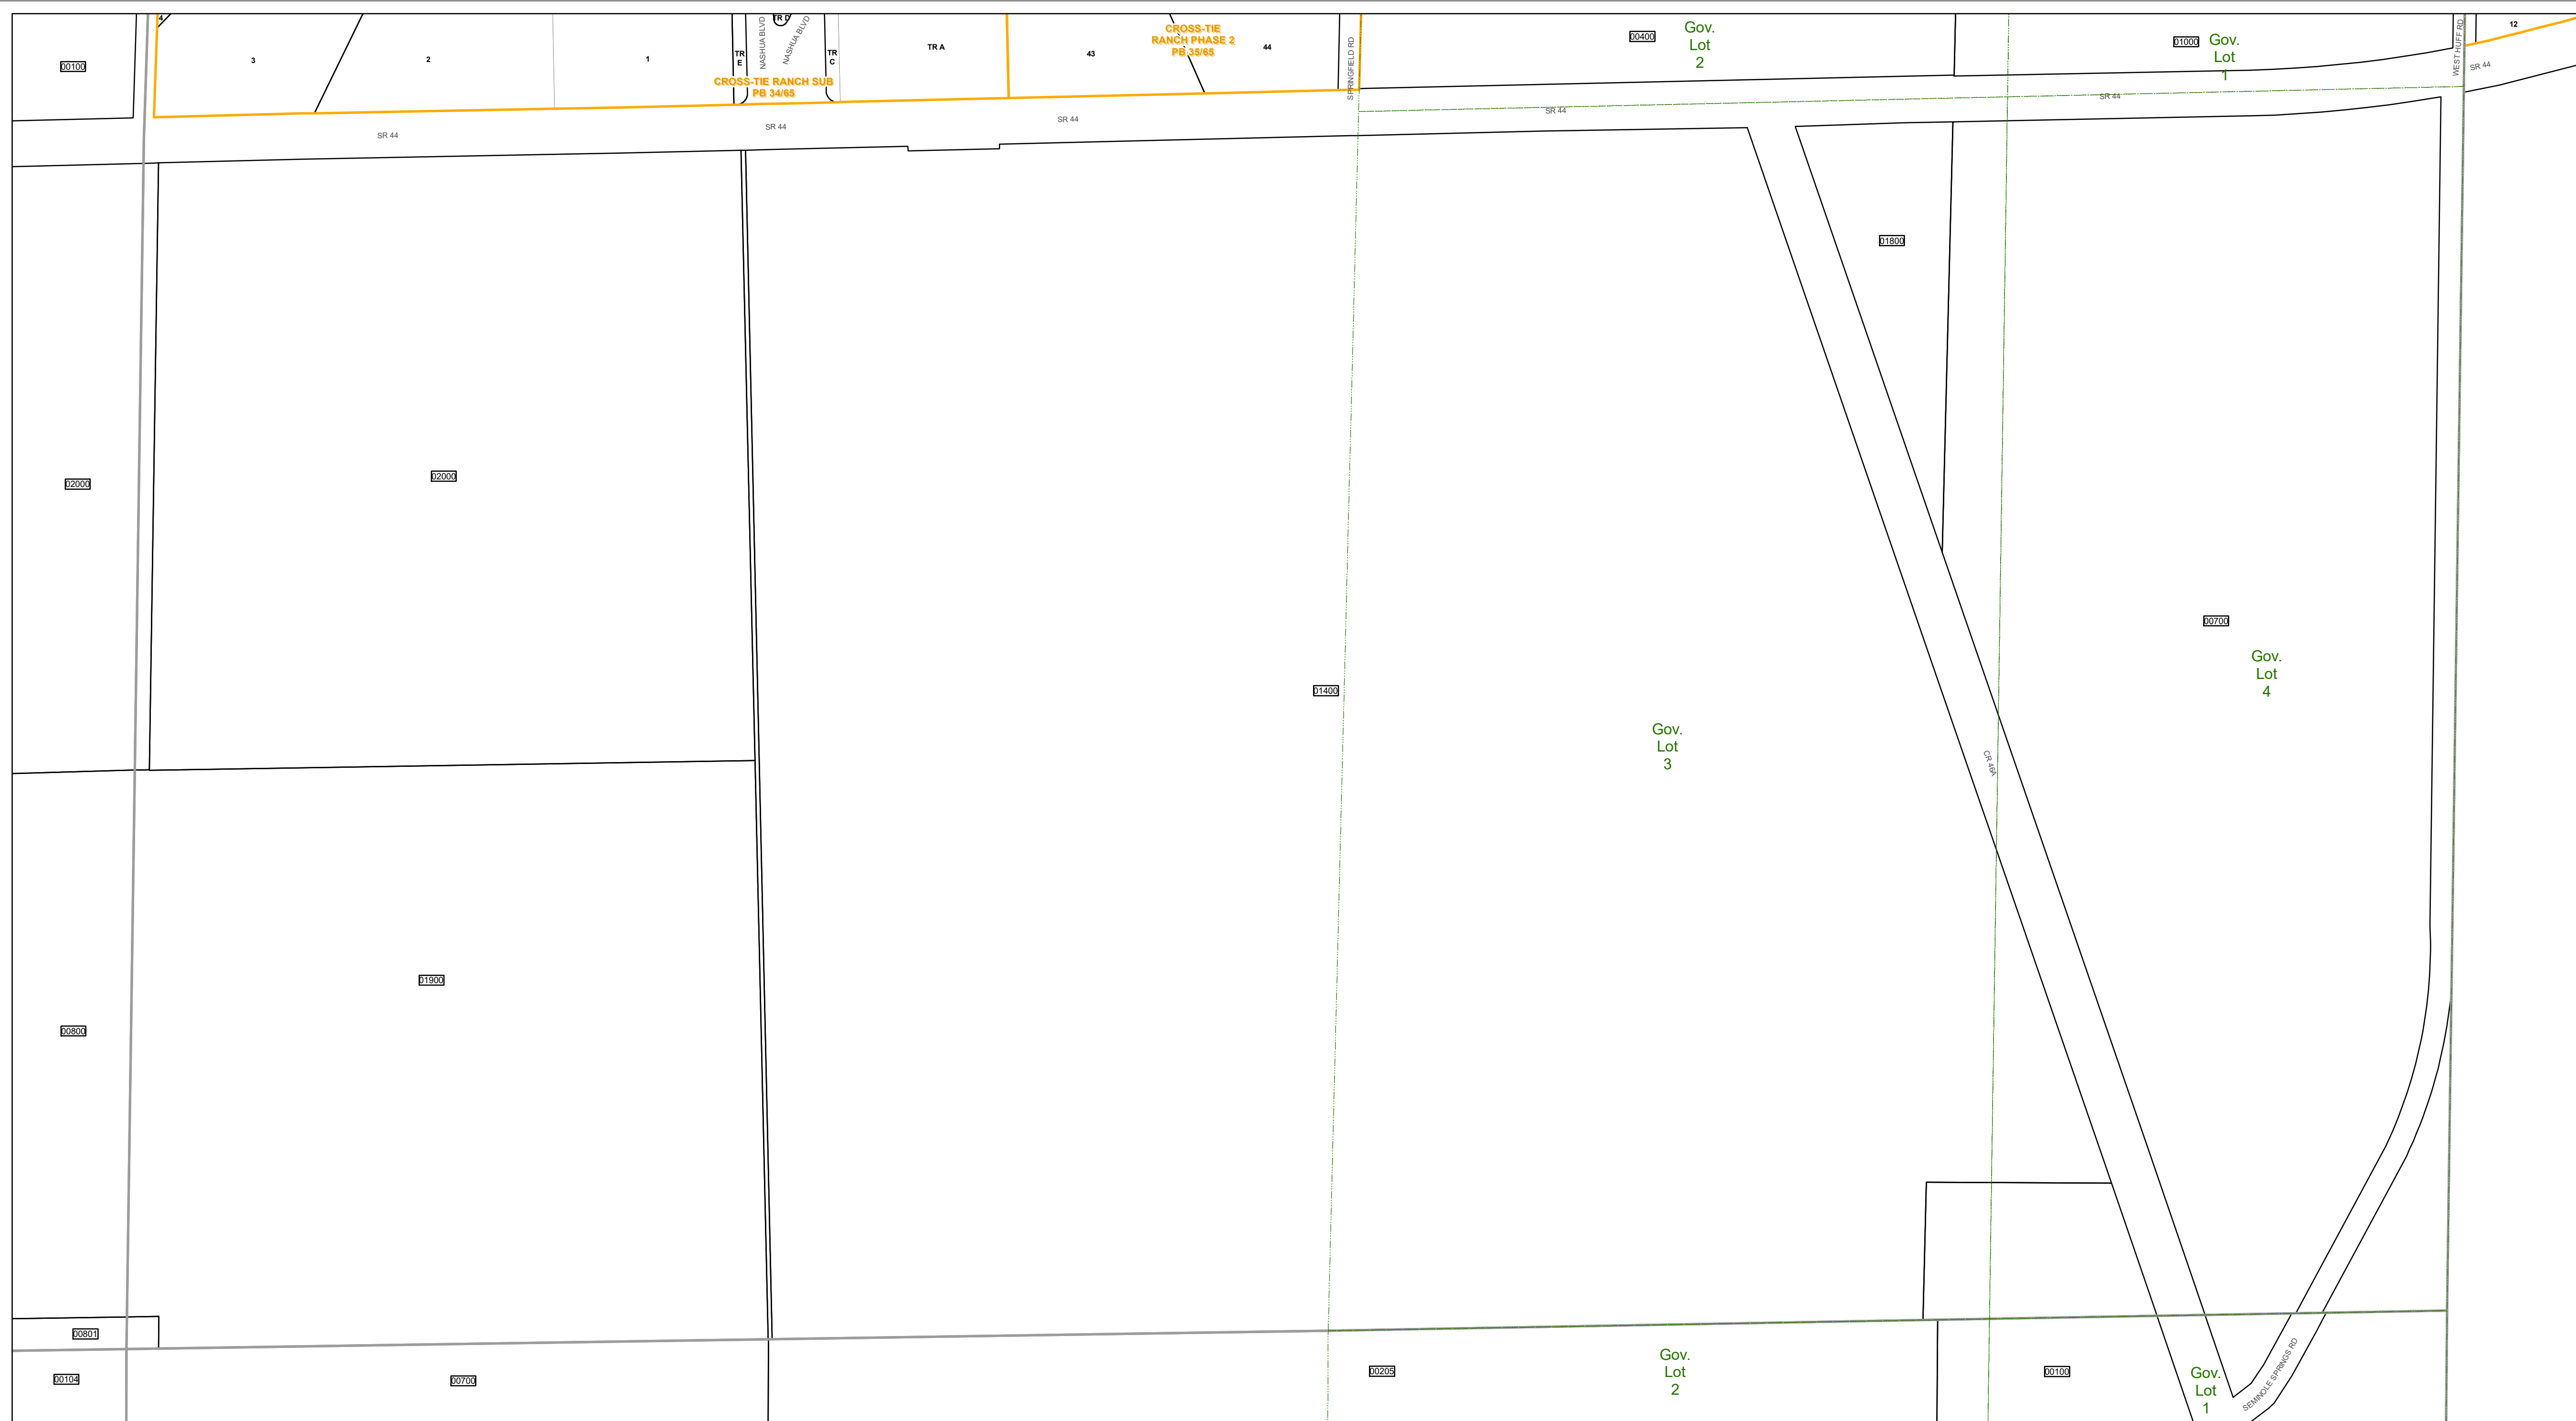 4
3
2
1
TR
E
NASHUA BLVD
TR D
NASHUA BLVD
TR
C
TR A
43
CROSS-TIE
RANCH PHASE 2
PB 35/65
44
SPRINGFIELD RD
00400
Gov.
Lot
2
01000
Gov.
Lot
1
WEST HUFF RD
12
SR 44
00100
CROSS-TIE RANCH SUB
PB 34/65
SR 44
SR 44
SR 44
SR 44
SR 44
01800
02000
02000
00700
Gov.
Lot
4
01400
Gov.
Lot
3
CR 46A
01900
00800
00801
00104
00700
00205
Gov.
Lot
2
00100
Gov.
Lot
1
SEMINOLE SPRINGS RD